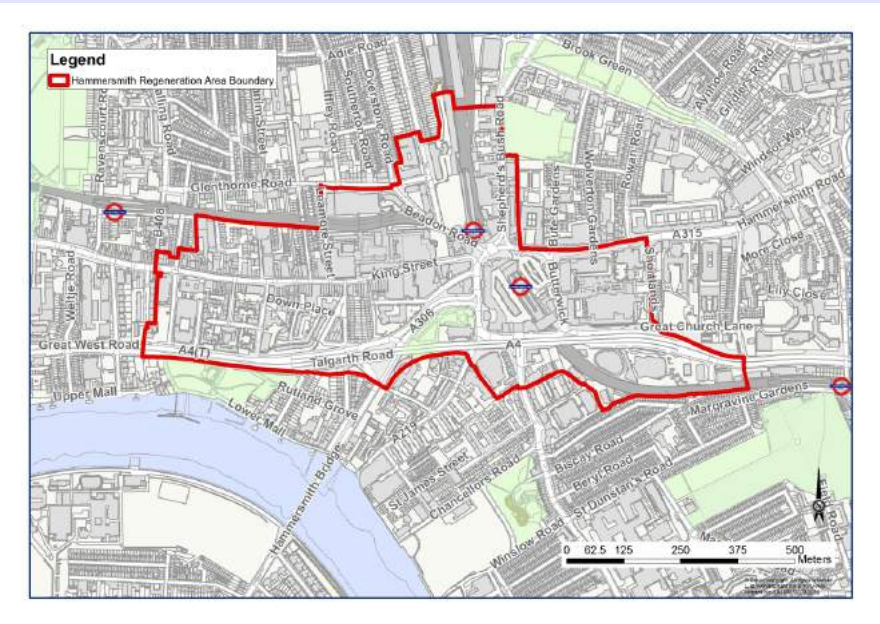 Legend
Hammersmith Regeneration Area Boundary
Adie Road
Iffley Road
Southerton Road
Overstone Road
Brook Green
Aynhoe Road
Girdlers Road
Windsor Way
Shepherd's Bush Road
Rowan Road
Wolverton Gardens
Bute Gardens
Hammersmith Road
Glenthorne Road
B408
Beadon Road
A315
More Close
King Street
Butterwick
Shortlands
Lily Close
Weltje Road
Down Place
A306
Great Church Lane
Great West Road
A4(T)
Talgarth Road
A4
Upper Mall
Rutland Grove
Lower Mall
Margravine Gardens
A219
Hammersmith Bridge
Biscay Road
Beryl Road
St James Street
Chancellors Road
St Dunstan's Road
Winslow Road
0 62.5 125 250 375 500
Meters